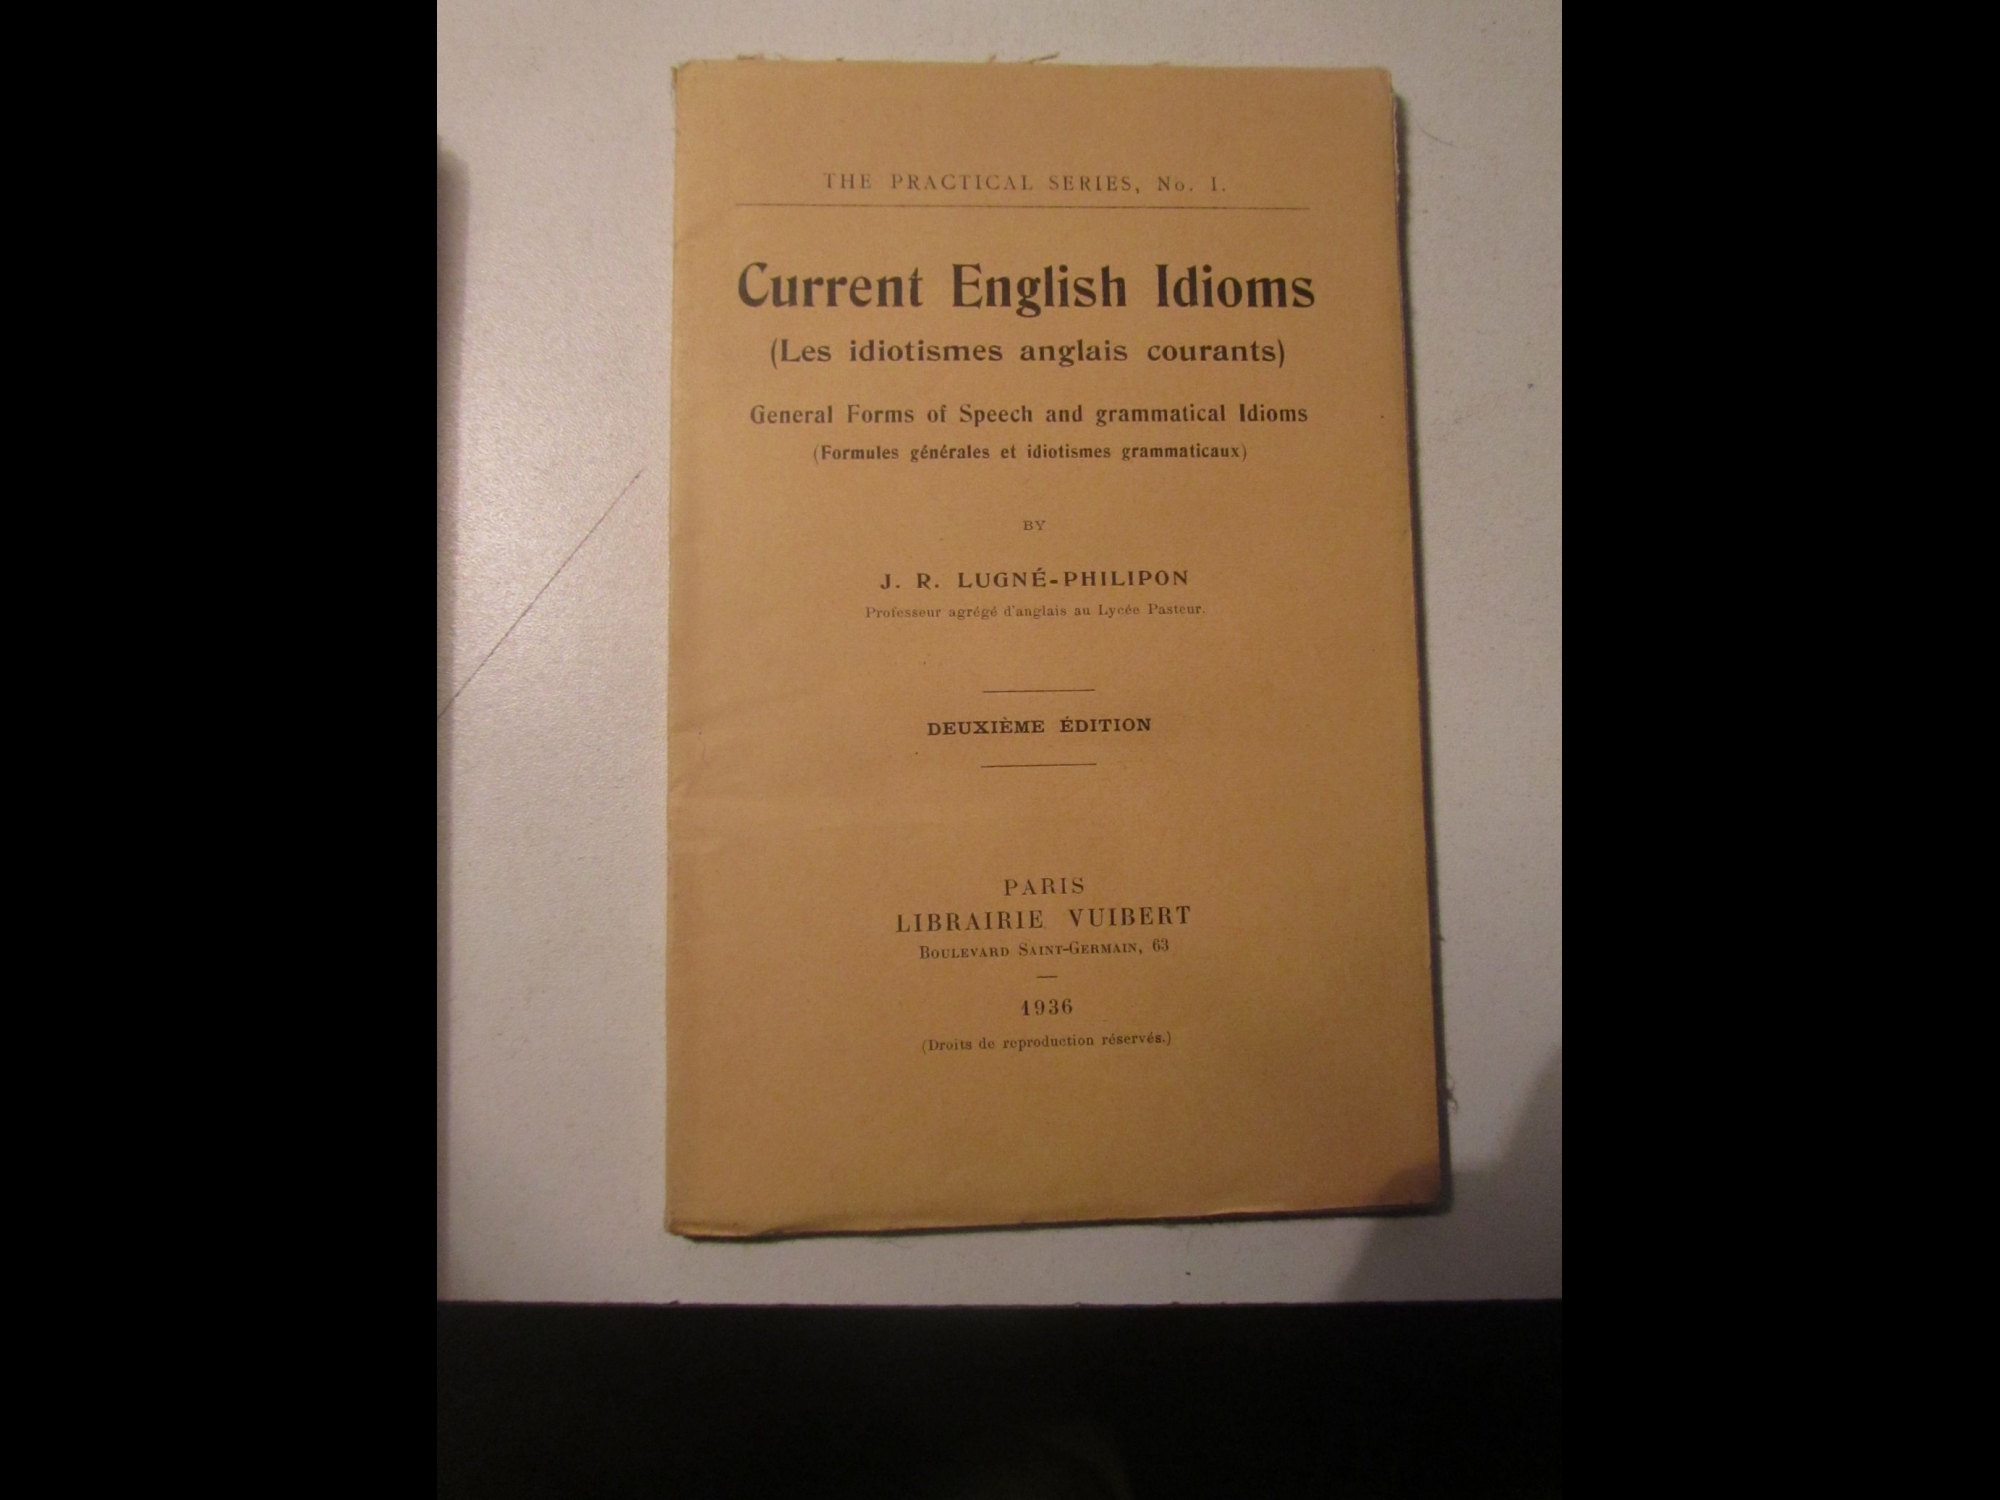 THE PRACTICAL SERIES, No. I.
Current English Idioms
(Les idiotismes anglais courants)
General Forms of Speech and grammatical Idioms
(Formules générales et idiotismes grammaticaux)
BY
J. R. LUGNÉ-PHILIPON
Professeur agrégé d'anglais au Lycée Pasteur.
DEUXIÈME ÉDITION
PARIS
LIBRAIRIE VUIBERT
BOULEVARD SAINT-GERMAIN, 63
1936
(Droits de reproduction réservés.)